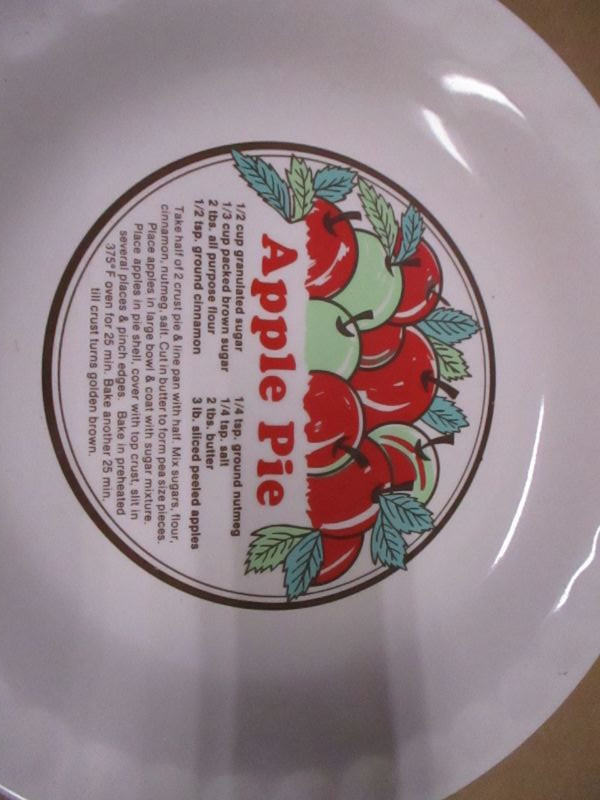 Apple Pie
1/2 cup granulated sugar
1/3 cup packed brown sugar
2 tbs. all purpose flour
1/2 tsp. ground cinnamon
1/4 tsp. ground nutmeg
1/4 tsp. salt
2 tbs. butter
3 lb. sliced peeled apples
Take half of 2 crust pie & line pan with half. Mix sugars, flour,
cinnamon, nutmeg, salt. Cut in butter to form pea size pieces.
Place apples in large bowl & coat with sugar mixture.
Place apples in pie shell, cover with top crust, slit in
several places & pinch edges. Bake in preheated
375° F oven for 25 min. Bake another 25 min.
till crust turns golden brown.